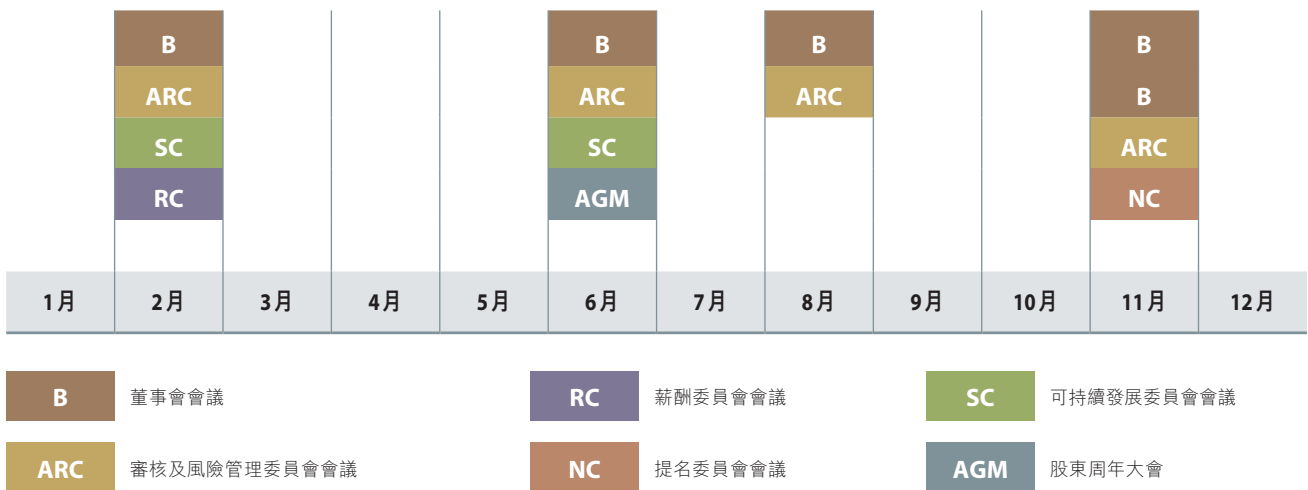 B B B B
ARC ARC ARC B
SC SC ARC
RC AGM NC
1月 2月 3月 4月 5月 6月 7月 8月 9月 10月 11月 12月
B 董事會會議 RC 薪酬委員會會議 SC 可持續發展委員會會議
ARC 審核及風險管理委員會會議 NC 提名委員會會議 AGM 股東周年大會